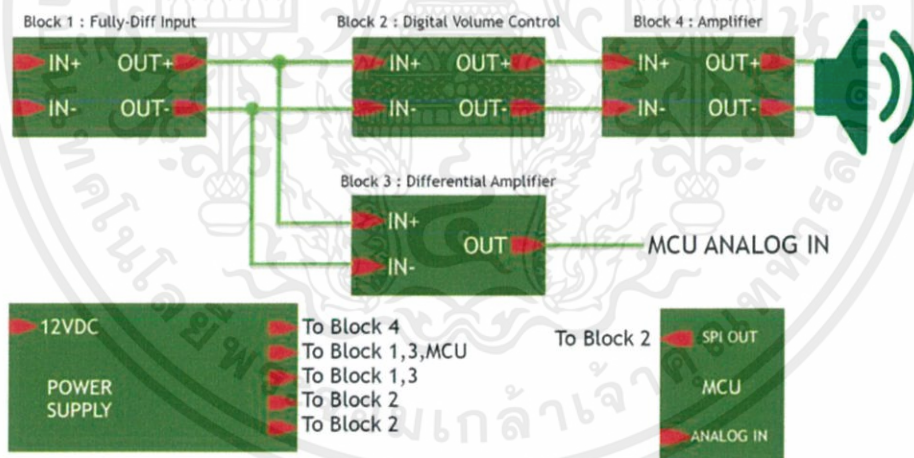 Block 1 : Fully-Diff Input
Block 2 : Digital Volume Control
Block 4 : Amplifier
IN+ OUT+
IN- OUT-
IN+ OUT+
IN- OUT-
IN+ OUT+
IN- OUT-
Block 3 : Differential Amplifier
IN+
OUT
IN-
MCU ANALOG IN
12VDC
POWER
SUPPLY
To Block 4
To Block 1,3,MCU
To Block 1,3
To Block 2
To Block 2
To Block 2
SPI OUT
MCU
ANALOG IN